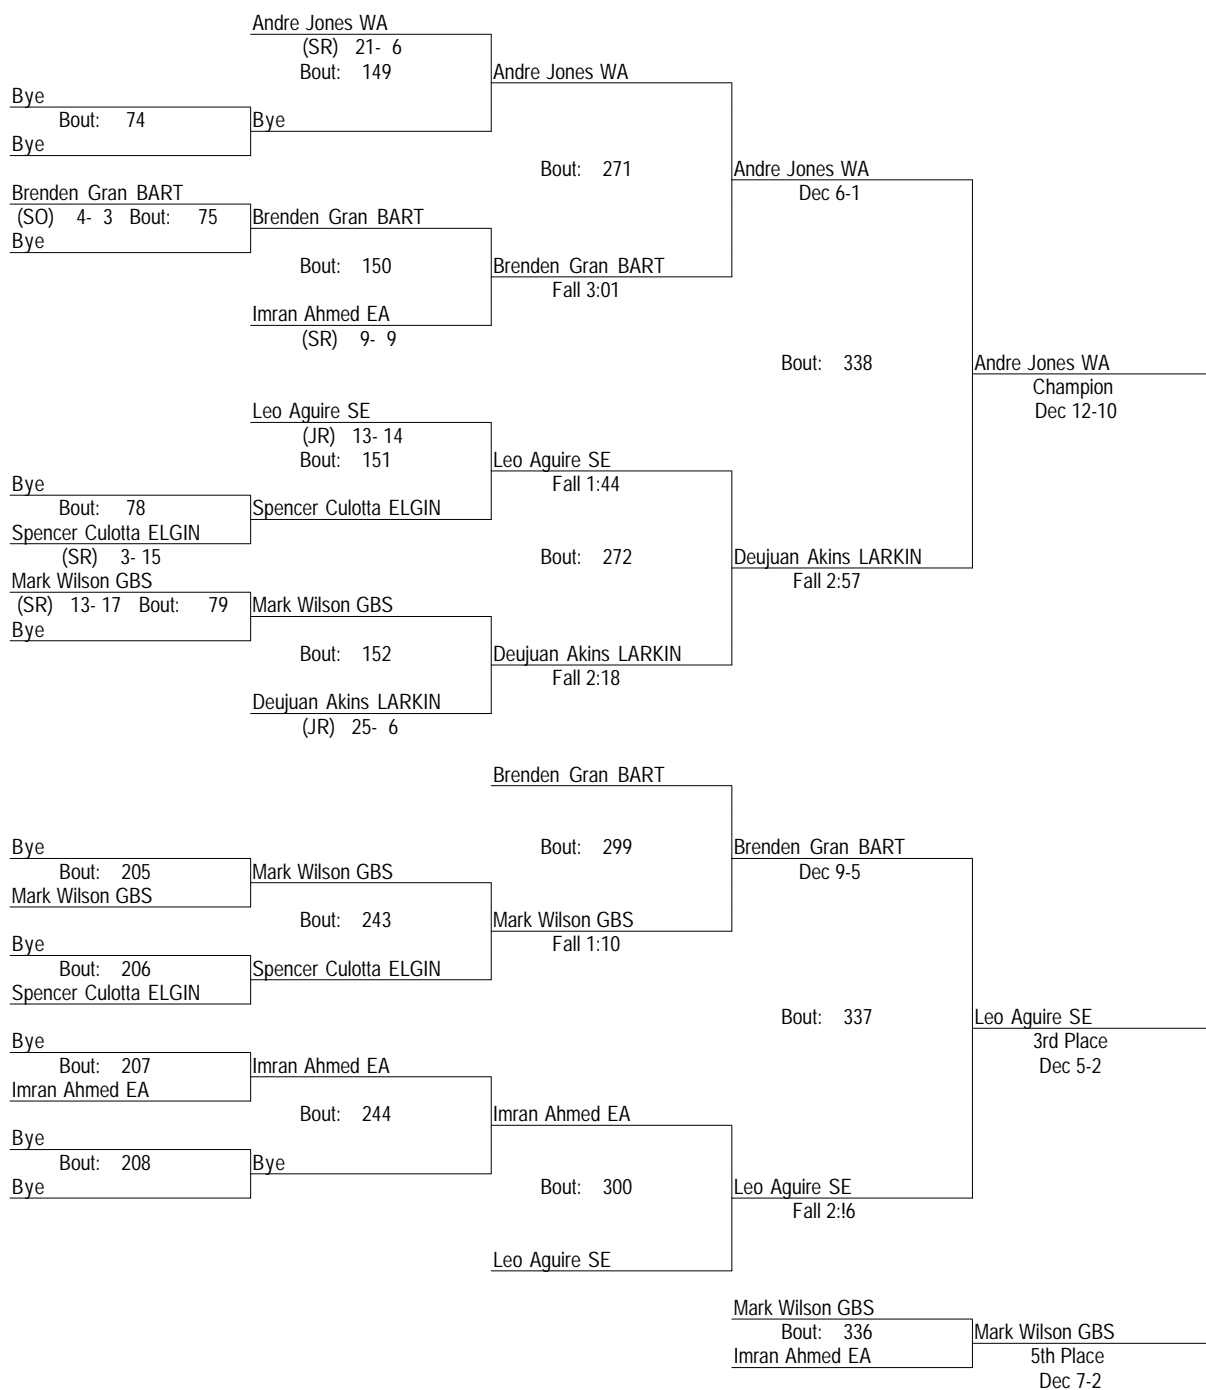 Andre Jones WA
(SR) 21- 6
Bout: 149
Andre Jones WA
Bye
Bout: 74
Bye
Bye
Bout: 271
Andre Jones WA
Dec 6-1
Brenden Gran BART
(SO) 4- 3 Bout: 75
Brenden Gran BART
Bye
Bout: 150
Brenden Gran BART
Fall 3:01
Imran Ahmed EA
(SR) 9- 9
Bout: 338
Andre Jones WA
Champion
Dec 12-10
Leo Aguire SE
(JR) 13- 14
Bout: 151
Leo Aguire SE
Fall 1:44
Bye
Bout: 78
Spencer Culotta ELGIN
Spencer Culotta ELGIN
(SR) 3- 15
Bout: 272
Deujuan Akins LARKIN
Fall 2:57
Mark Wilson GBS
(SR) 13- 17 Bout: 79
Mark Wilson GBS
Bye
Bout: 152
Deujuan Akins LARKIN
Fall 2:18
Deujuan Akins LARKIN
(JR) 25- 6
Brenden Gran BART
Bout: 299
Brenden Gran BART
Dec 9-5
Bye
Bout: 205
Mark Wilson GBS
Mark Wilson GBS
Bout: 243
Mark Wilson GBS
Fall 1:10
Bye
Bout: 206
Spencer Culotta ELGIN
Spencer Culotta ELGIN
Bout: 337
Leo Aguire SE
3rd Place
Dec 5-2
Bye
Bout: 207
Imran Ahmed EA
Imran Ahmed EA
Bout: 244
Imran Ahmed EA
Bye
Bout: 208
Bye
Bye
Bout: 300
Leo Aguire SE
Fall 2:!6
Leo Aguire SE
Mark Wilson GBS
Bout: 336
Imran Ahmed EA
Mark Wilson GBS
5th Place
Dec 7-2